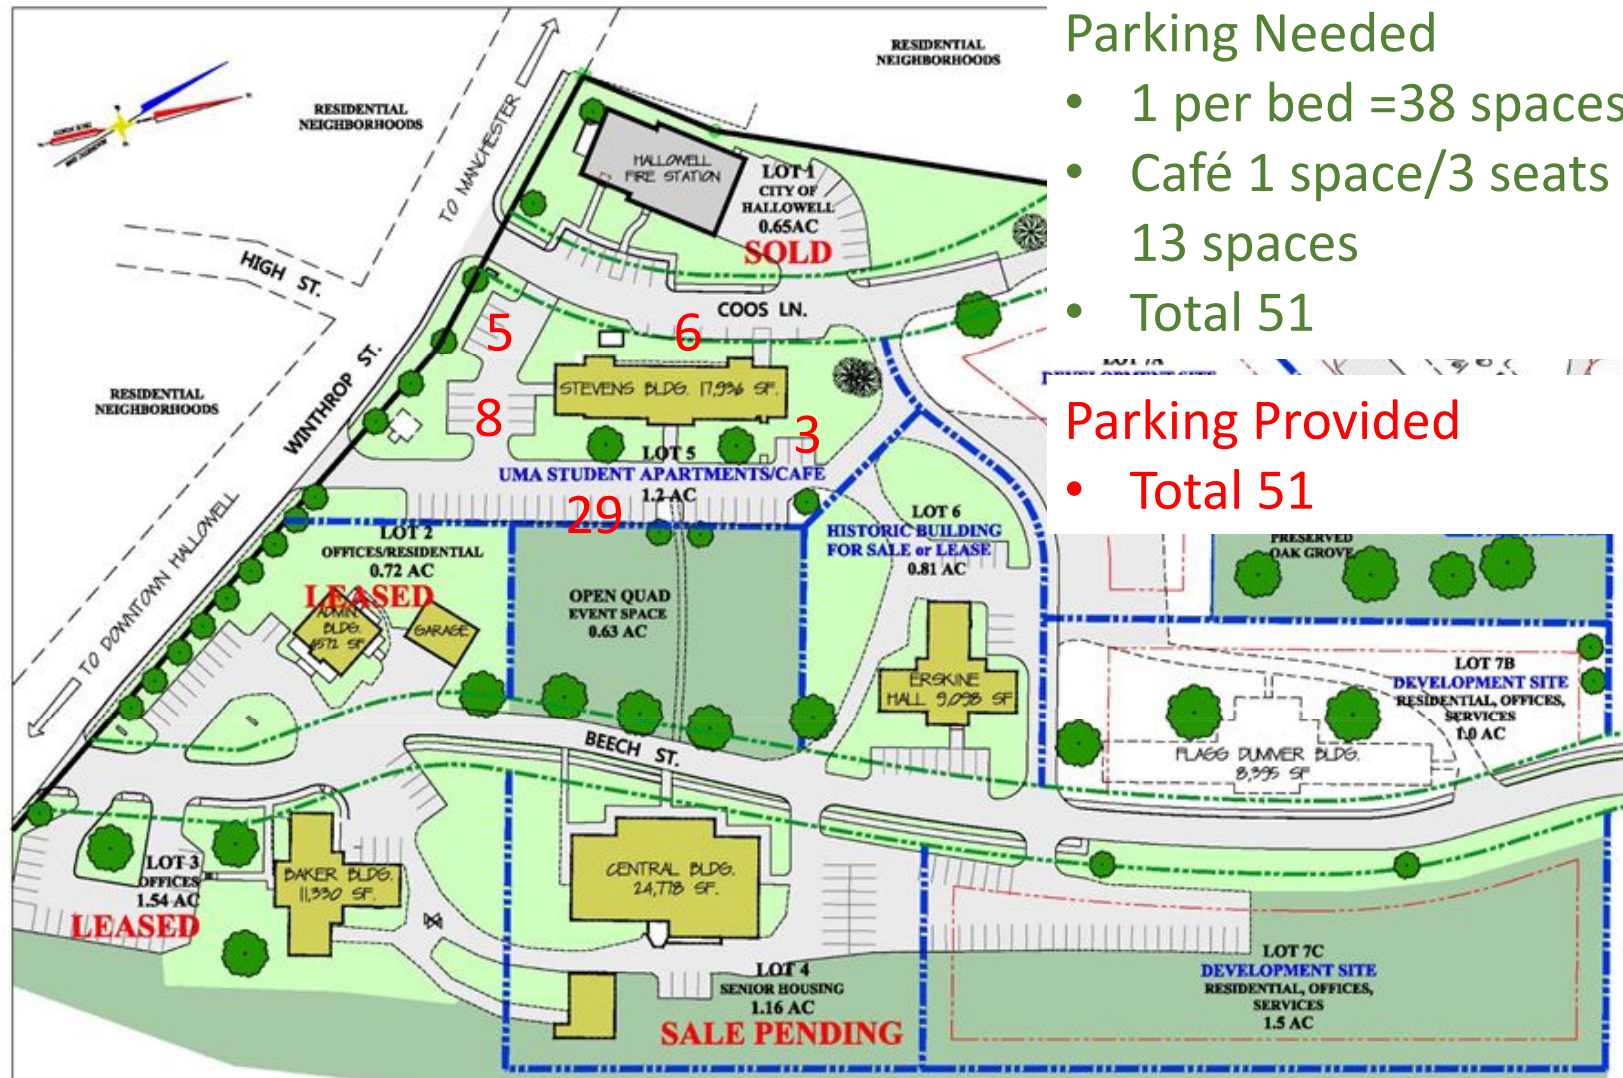 Parking Needed
• 1 per bed =38 spaces
• Café 1 space/3 seats
13 spaces
• Total 51
Parking Provided
• Total 51
RESIDENTIAL
NEIGHBORHOODS
RESIDENTIAL
NEIGHBORHOODS
TO MANCHESTER
HALLOWELL
FIRE STATION
LOT 1
CITY OF
HALLOWELL
0.65AC
SOLD
HIGH ST.
COOS LN.
5
6
WINTHROP ST.
RESIDENTIAL
NEIGHBORHOODS
STEVENS BLDG. 17,936 SF.
8
3
LOT 5
UMA STUDENT APARTMENTS/CAFE
1.2 AC
29
LOT 7A
DEVELOPMENT SITE
TO DOWNTOWN HALLOWELL
LOT 2
OFFICES/RESIDENTIAL
0.72 AC
LEASED
ADMIN
BLDG.
GARAGE
OPEN QUAD
EVENT SPACE
0.63 AC
LOT 6
HISTORIC BUILDING
FOR SALE or LEASE
0.81 AC
PRESERVED
OAK GROVE
ERSKINE
HALL 9,098 SF
LOT 7B
DEVELOPMENT SITE
RESIDENTIAL, OFFICES,
SERVICES
1.0 AC
FLAGG DUMMER BLDG.
8,395 SF
BEECH ST.
LOT 3
OFFICES
1.54 AC
LEASED
BAKER BLDG.
11,330 SF.
CENTRAL BLDG.
24,778 SF.
LOT 4
SENIOR HOUSING
1.16 AC
SALE PENDING
LOT 7C
DEVELOPMENT SITE
RESIDENTIAL, OFFICES,
SERVICES
1.5 AC